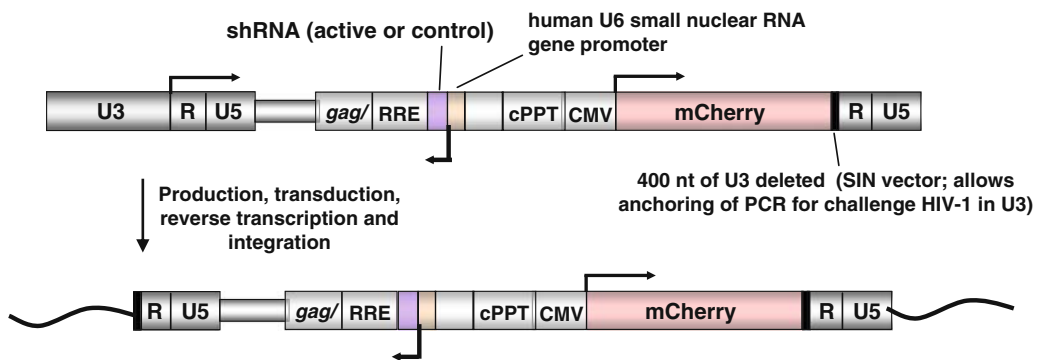 shRNA (active or control)
human U6 small nuclear RNA
gene promoter
U3 R U5 gag/ RRE cPPT CMV mCherry R U5
400 nt of U3 deleted (SIN vector; allows
anchoring of PCR for challenge HIV-1 in U3)
Production, transduction,
reverse transcription and
integration
R U5 gag/ RRE cPPT CMV mCherry R U5